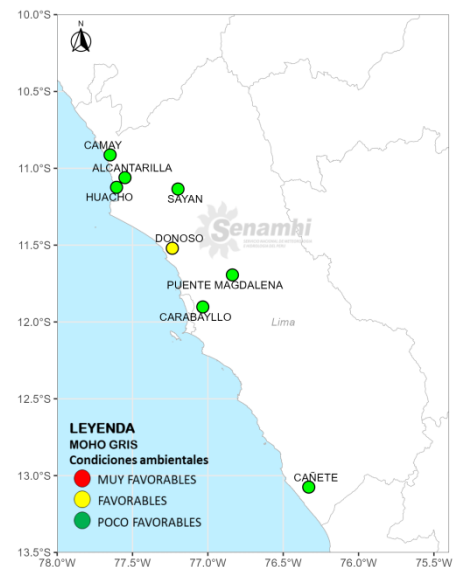 10.0°S
N
10.5°S
CAMAY
11.0°S
ALCANTARILLA
HUACHO
SAYAN
Senamhi
DONOSO
11.5°S
PUENTE MAGDALENA
CARABAYLLO
Lima
12.0°S
12.5°S
LEYENDA
MOHO GRIS
Condiciones ambientales
MUY FAVORABLES
FAVORABLES
POCO FAVORABLES
CAÑETE
13.0°S
13.5°S
78.0°W
77.5°W
77.0°W
76.5°W
76.0°W
75.5°W